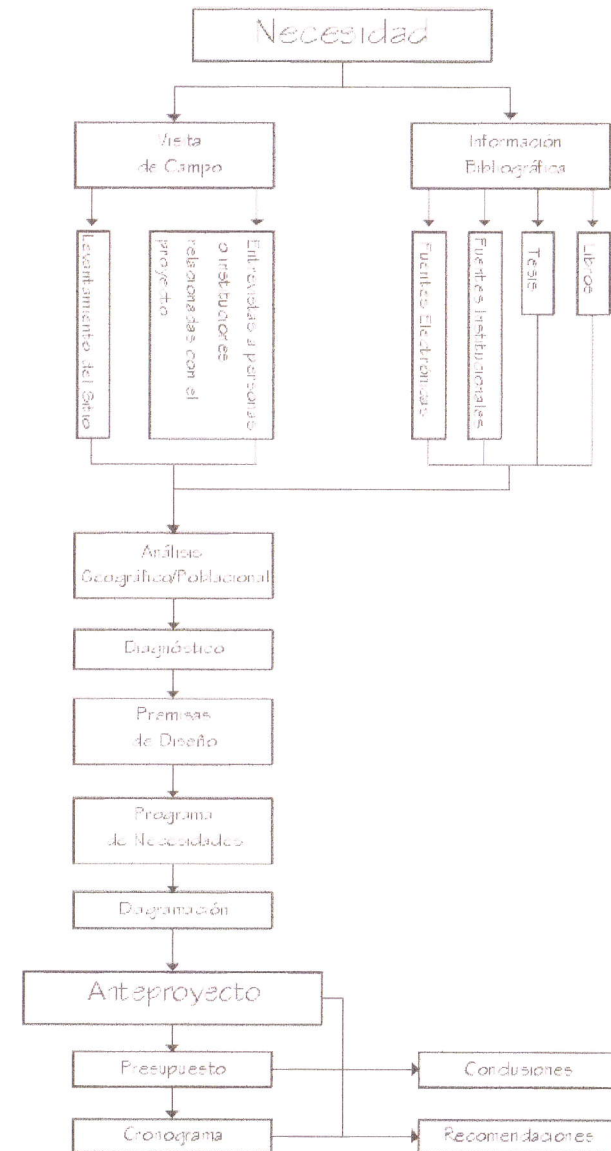 Necesidad
Visita
de Campo
Información
Bibliográfica
Levantamiento del Sitio
Entrevistas a personas
o instituciones
relacionadas con el
proyecto
Fuentes Electrónicas
Fuentes Institucionales
Tesis
Libros
Análisis
Geográfico/Poblacional
Diagnóstico
Premisas
de Diseño
Programa
de Necesidades
Diagramación
Anteproyecto
Presupuesto
Conclusiones
Cronograma
Recomendaciones